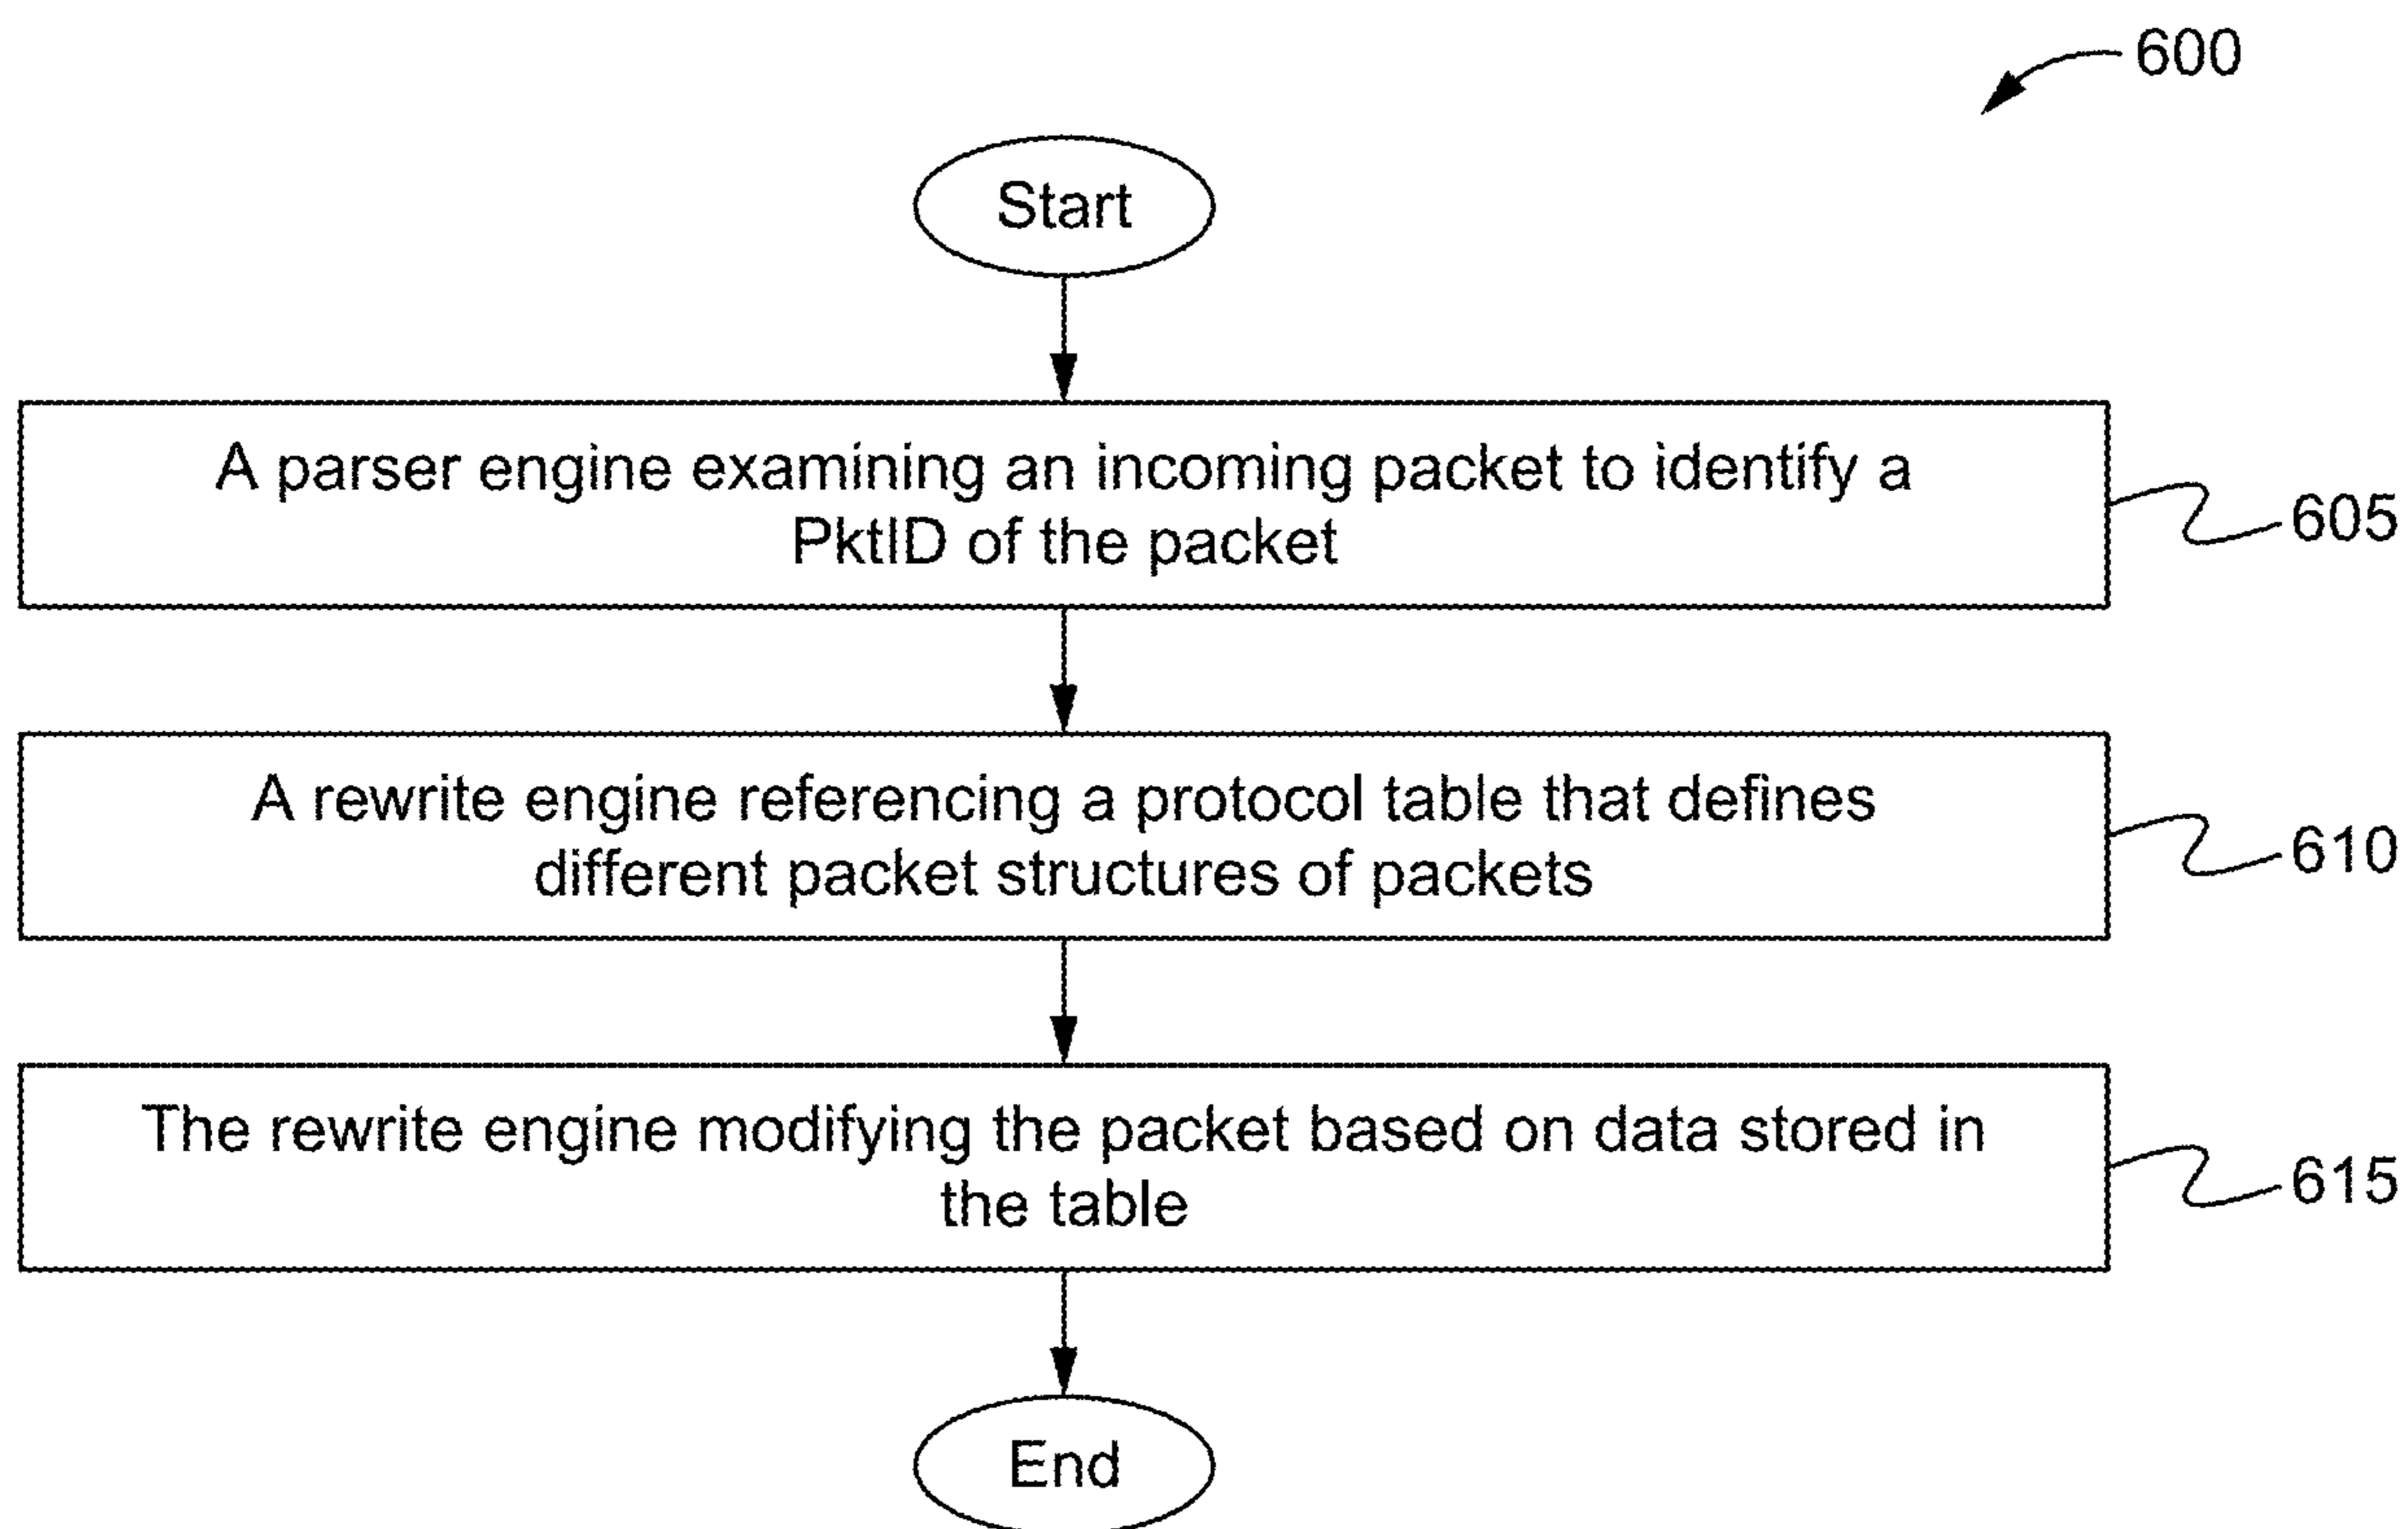 600
Start
A parser engine examining an incoming packet to identify a
PktID of the packet
605
A rewrite engine referencing a protocol table that defines
different packet structures of packets
610
The rewrite engine modifying the packet based on data stored in
the table
615
End